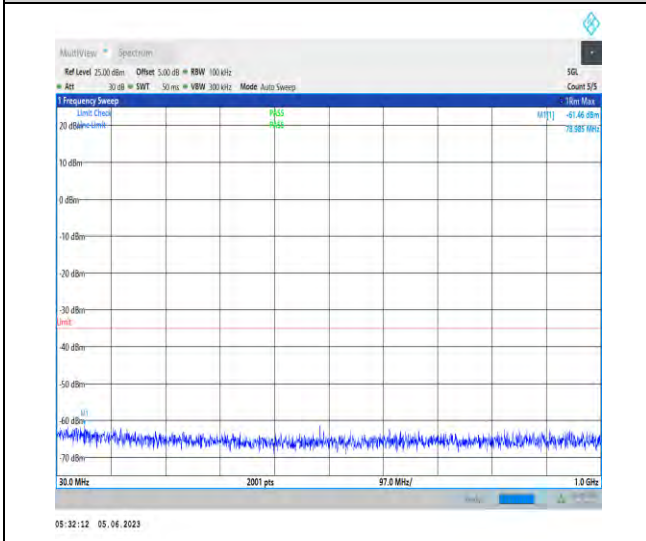 MultiView Spectrum
Ref Level 25.00 dBm Offset 5.00 dB RBW 100 kHz SGL
Att 30 dB SWT 50 ms VBW 300 kHz Mode Auto Sweep Count 5/5
1 Frequency Sweep 1Rm Max
Limit Check PASS M1[1] -61.46 dBm
20 dBm Line Limit PASS 78.985 MHz
10 dBm
0 dBm
-10 dBm
-20 dBm
-30 dBm
Limit
-40 dBm
-50 dBm
M1
-60 dBm
-70 dBm
30.0 MHz 2001 pts 97.0 MHz/ 1.0 GHz
05:32:12 05.06.2023